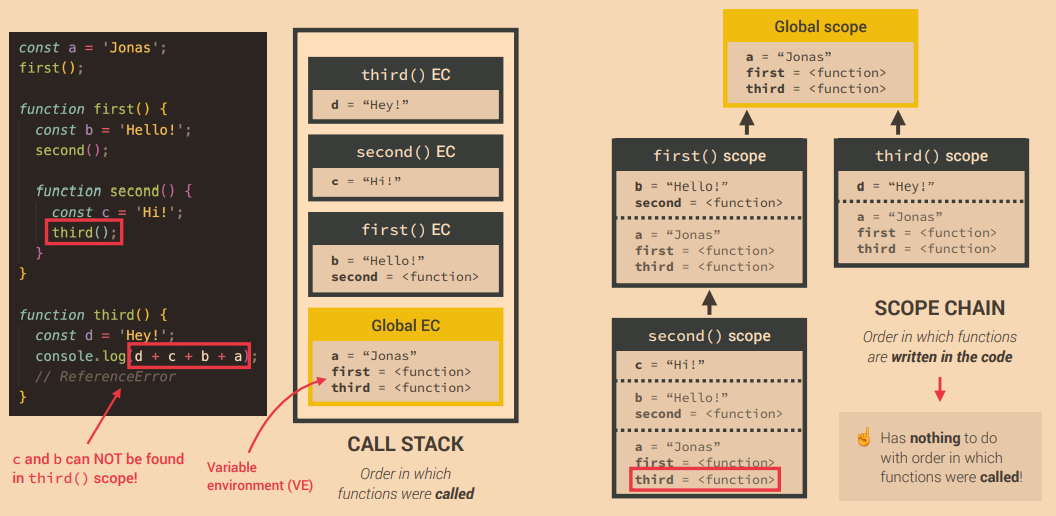 const a = 'Jonas';
first();
function first() {
const b = 'Hello!';
second();
function second() {
const c = 'Hi!';
third();
}
}
function third() {
const d = 'Hey!';
console.log(d + c + b + a);
// ReferenceError
}
c and b can NOT be found
in third() scope!
third() EC
d = “Hey!”
second() EC
c = “Hi!”
first() EC
b = “Hello!”
second = <function>
Global EC
a = “Jonas”
first = <function>
third = <function>
Variable
environment (VE)
CALL STACK
Order in which
functions were called
Global scope
a = “Jonas”
first = <function>
third = <function>
first() scope
b = “Hello!”
second = <function>
a = “Jonas”
first = <function>
third = <function>
second() scope
c = “Hi!”
b = “Hello!”
second = <function>
a = “Jonas”
first = <function>
third = <function>
third() scope
d = “Hey!”
a = “Jonas”
first = <function>
third = <function>
SCOPE CHAIN
Order in which functions
are written in the code
☝ Has nothing to do
with order in which
functions were called!